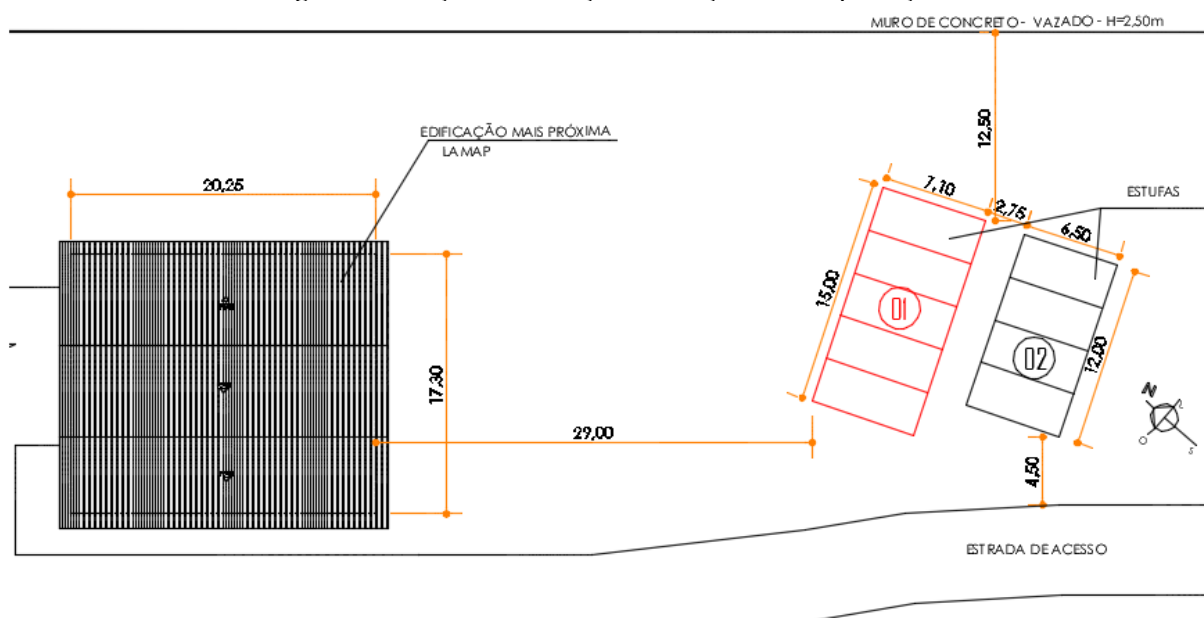 MURO DE CONCRETO- VAZADO - H=2,50m
12,50
EDIFICAÇÃO MAIS PRÓXIMA
LAMAP
20,25
7,10
2,75
6,50
ESTUFAS
15,00
01
02
12,00
17,30
29,00
4,50
N
L
O
S
ESTRADA DE ACESSO